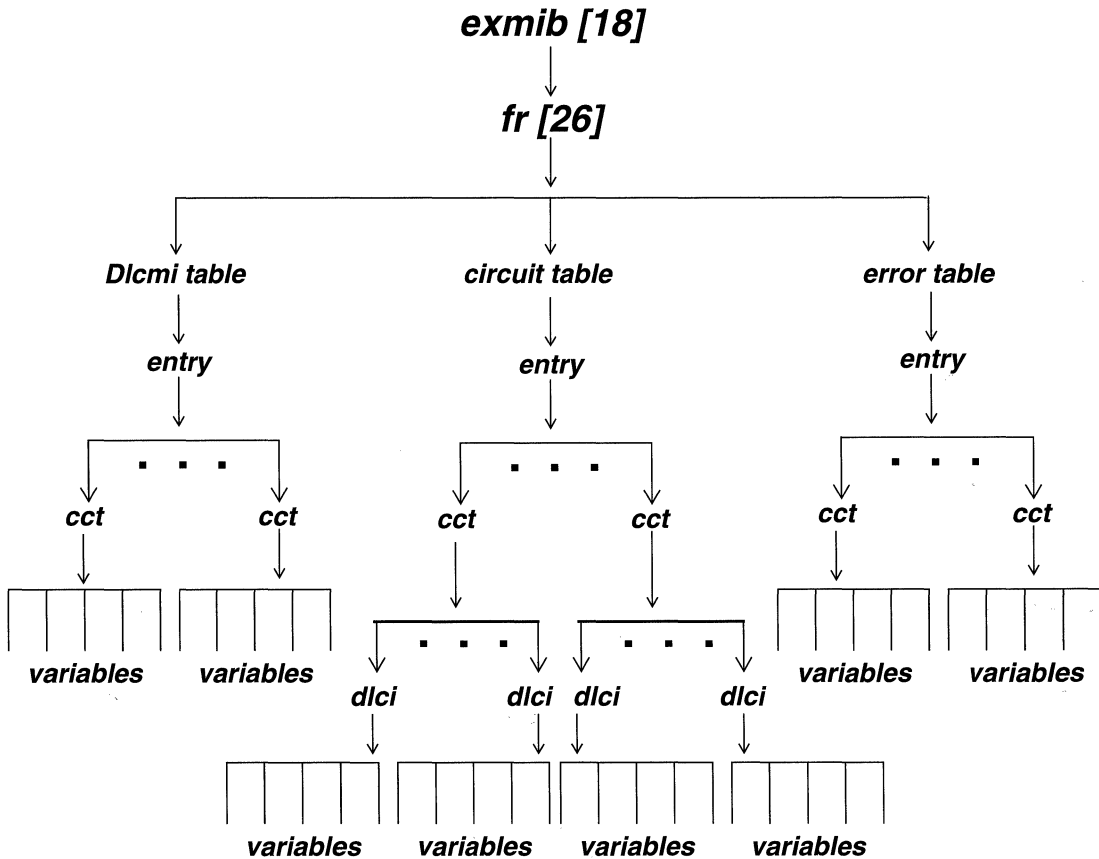 exmib [18]
fr [26]
Dlcmi table circuit table error table
entry entry entry
cct cct cct cct cct cct
variables variables variables variables
dlci dlci dlci dlci
variables variables variables variables